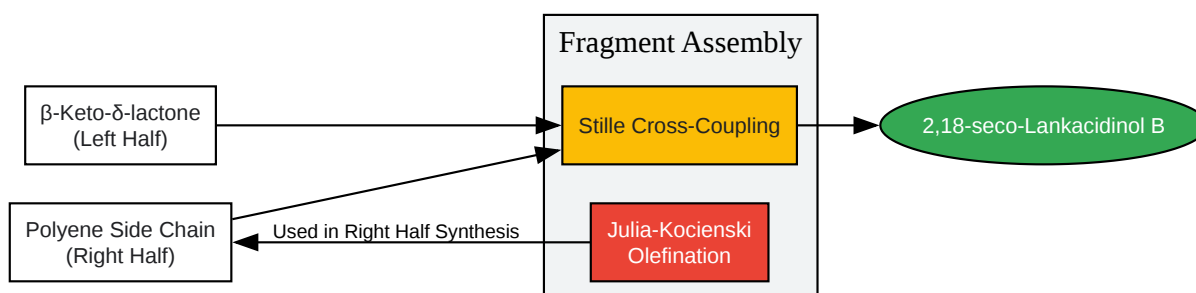 Fragment Assembly
β-Keto-δ-lactone
(Left Half)
Stille Cross-Coupling
2,18-seco-Lankacidinol B
Polyene Side Chain
(Right Half)
Used in Right Half Synthesis
Julia-Kocienski
Olefination